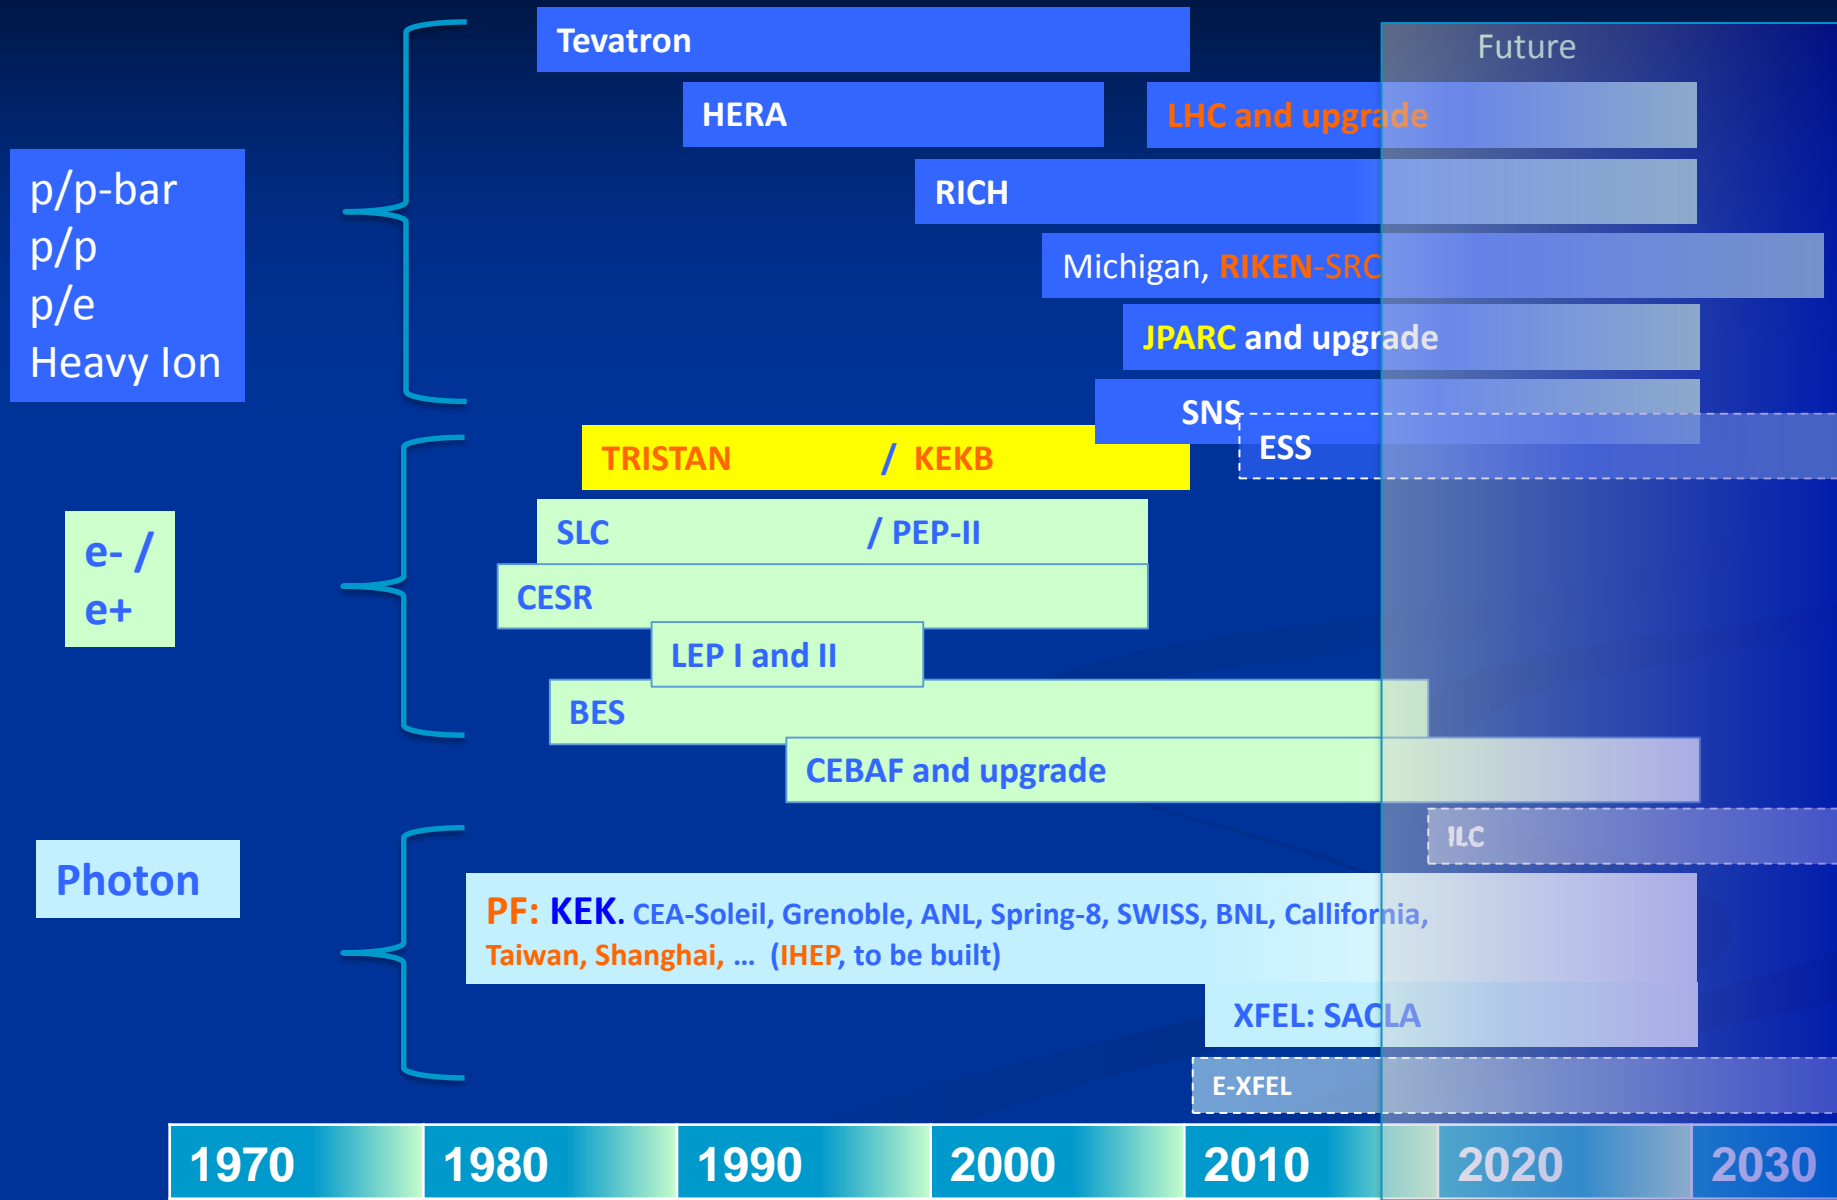 Tevatron
Future
HERA
LHC and upgrade
p/p-bar
p/p
p/e
Heavy Ion
RICH
Michigan, RIKEN-SRC
JPARC and upgrade
SNS
ESS
TRISTAN / KEKB
e- /
e+
SLC / PEP-II
CESR
LEP I and II
BES
CEBAF and upgrade
ILC
Photon
PF: KEK. CEA-Soleil, Grenoble, ANL, Spring-8, SWISS, BNL, Callifornia,
Taiwan, Shanghai, ... (IHEP, to be built)
XFEL: SACLA
E-XFEL
1970 1980 1990 2000 2010 2020 2030